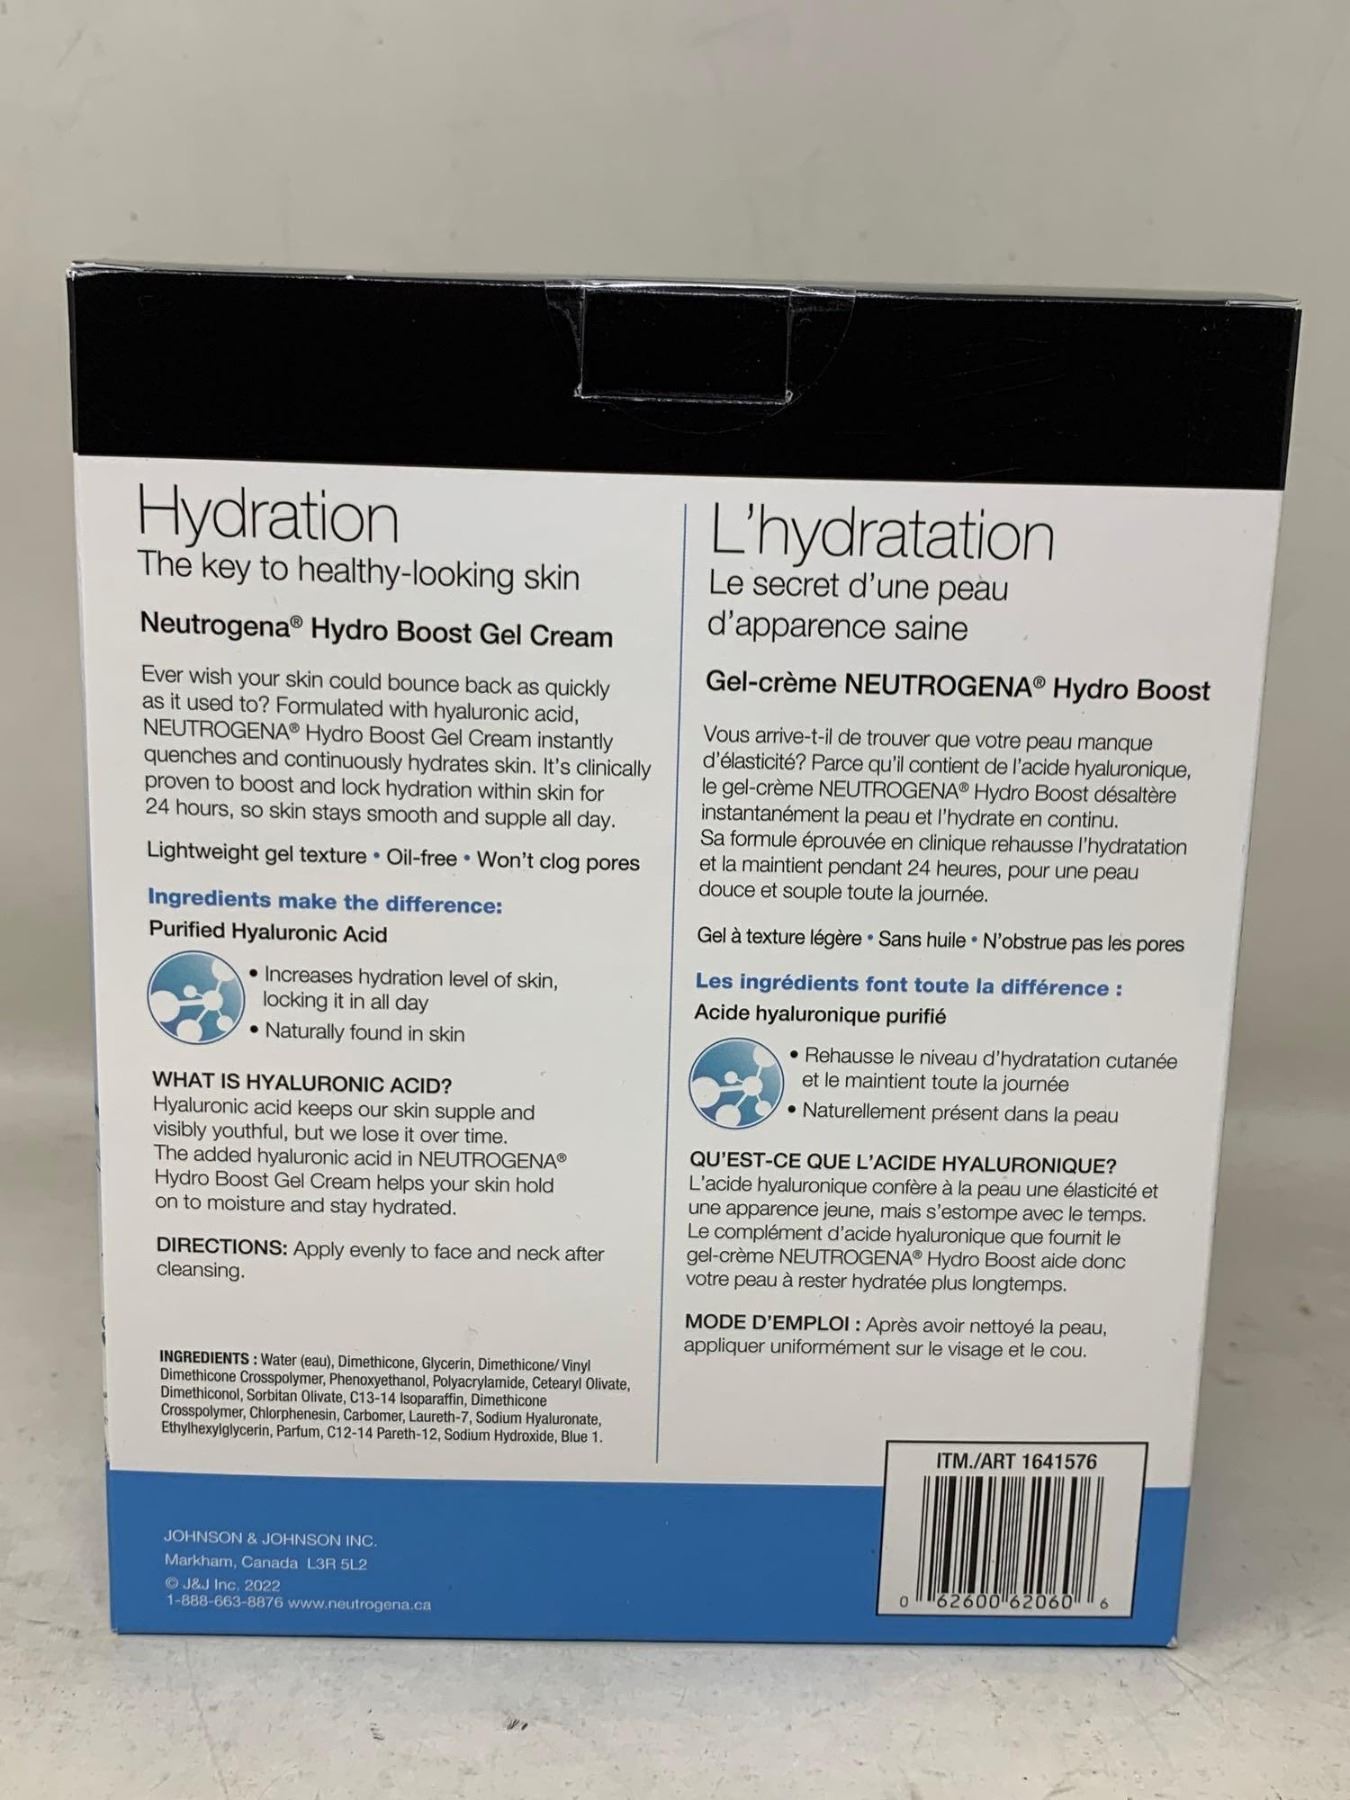 Hydration
The key to healthy-looking skin
Neutrogena® Hydro Boost Gel Cream
Ever wish your skin could bounce back as quickly
as it used to? Formulated with hyaluronic acid,
NEUTROGENA® Hydro Boost Gel Cream instantly
quenches and continuously hydrates skin. It's clinically
proven to boost and lock hydration within skin for
24 hours, so skin stays smooth and supple all day.
Lightweight gel texture • Oil-free • Won't clog pores
Ingredients make the difference:
Purified Hyaluronic Acid
• Increases hydration level of skin,
locking it in all day
• Naturally found in skin
WHAT IS HYALURONIC ACID?
Hyaluronic acid keeps our skin supple and
visibly youthful, but we lose it over time.
The added hyaluronic acid in NEUTROGENA®
Hydro Boost Gel Cream helps your skin hold
on to moisture and stay hydrated.
DIRECTIONS: Apply evenly to face and neck after
cleansing.
INGREDIENTS : Water (eau), Dimethicone, Glycerin, Dimethicone/ Vinyl
Dimethicone Crosspolymer, Phenoxyethanol, Polyacrylamide, Cetearyl Olivate,
Dimethiconol, Sorbitan Olivate, C13-14 Isoparaffin, Dimethicone
Crosspolymer, Chlorphenesin, Carbomer, Laureth-7, Sodium Hyaluronate,
Ethylhexylglycerin, Parfum, C12-14 Pareth-12, Sodium Hydroxide, Blue 1.
JOHNSON & JOHNSON INC.
Markham, Canada L3R 5L2
© J&J Inc. 2022
1-888-663-8876 www.neutrogena.ca
L'hydratation
Le secret d'une peau
d'apparence saine
Gel-crème NEUTROGENA® Hydro Boost
Vous arrive-t-il de trouver que votre peau manque
d'élasticité? Parce qu'il contient de l'acide hyaluronique,
le gel-crème NEUTROGENA® Hydro Boost désaltère
instantanément la peau et l'hydrate en continu.
Sa formule éprouvée en clinique rehausse l'hydratation
et la maintient pendant 24 heures, pour une peau
douce et souple toute la journée.
Gel à texture légère • Sans huile • N'obstrue pas les pores
Les ingrédients font toute la différence :
Acide hyaluronique purifié
• Rehausse le niveau d'hydratation cutanée
et le maintient toute la journée
• Naturellement présent dans la peau
QU'EST-CE QUE L'ACIDE HYALURONIQUE?
L'acide hyaluronique confère à la peau une élasticité et
une apparence jeune, mais s'estompe avec le temps.
Le complément d'acide hyaluronique que fournit le
gel-crème NEUTROGENA® Hydro Boost aide donc
votre peau à rester hydratée plus longtemps.
MODE D'EMPLOI : Après avoir nettoyé la peau,
appliquer uniformément sur le visage et le cou.
ITM./ART 1641576
0 62600 62060 6